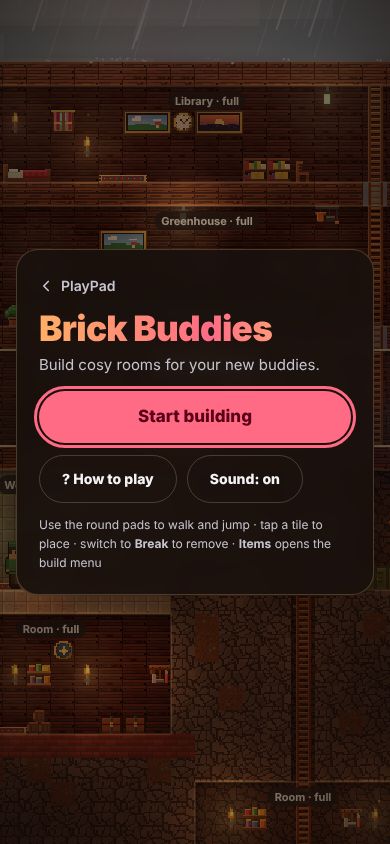 Library · full
Greenhouse · full
PlayPad
Brick Buddies
Build cosy rooms for your new buddies.
Start building
? How to play
Sound: on
Use the round pads to walk and jump · tap a tile to
place · switch to Break to remove · Items opens the
build menu
Room · full
Room · full